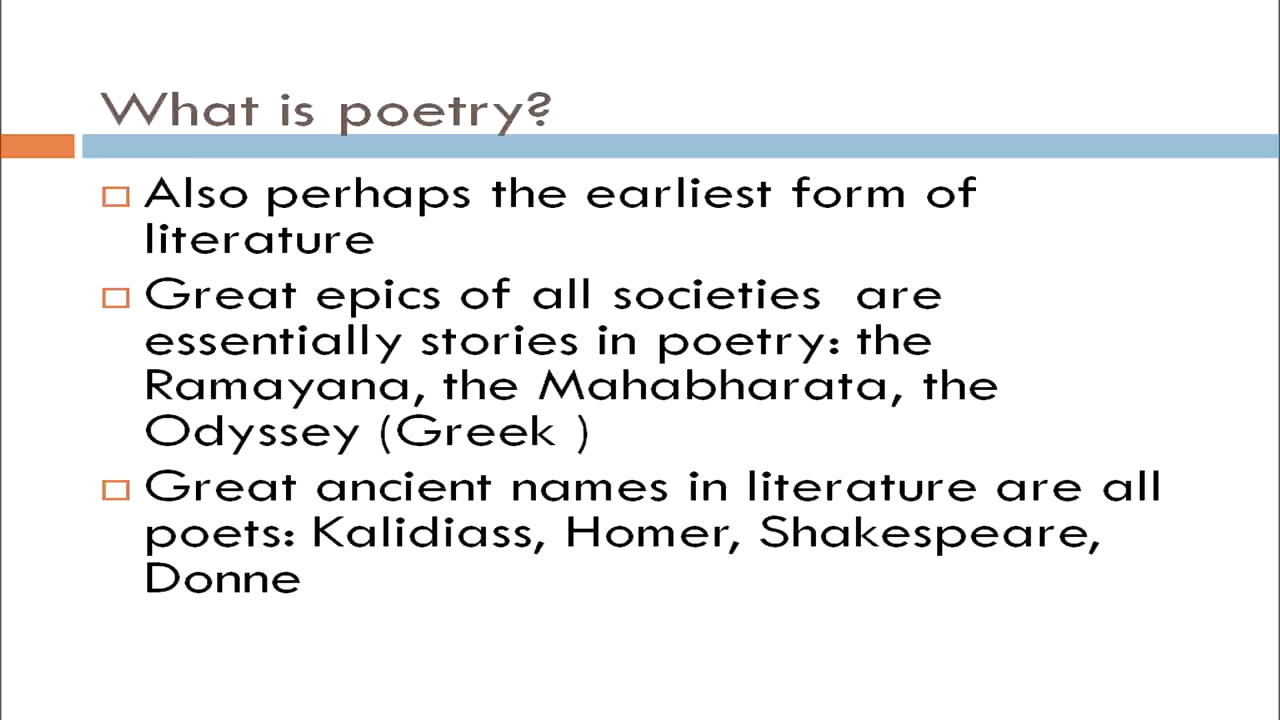 What is poetry?
Also perhaps the earliest form of
literature
Great epics of all societies  are
essentially stories in poetry: the
Ramayana, the Mahabharata, the
Odyssey (Greek )
Great ancient names in literature are all
poets: Kalidiass, Homer, Shakespeare,
Donne